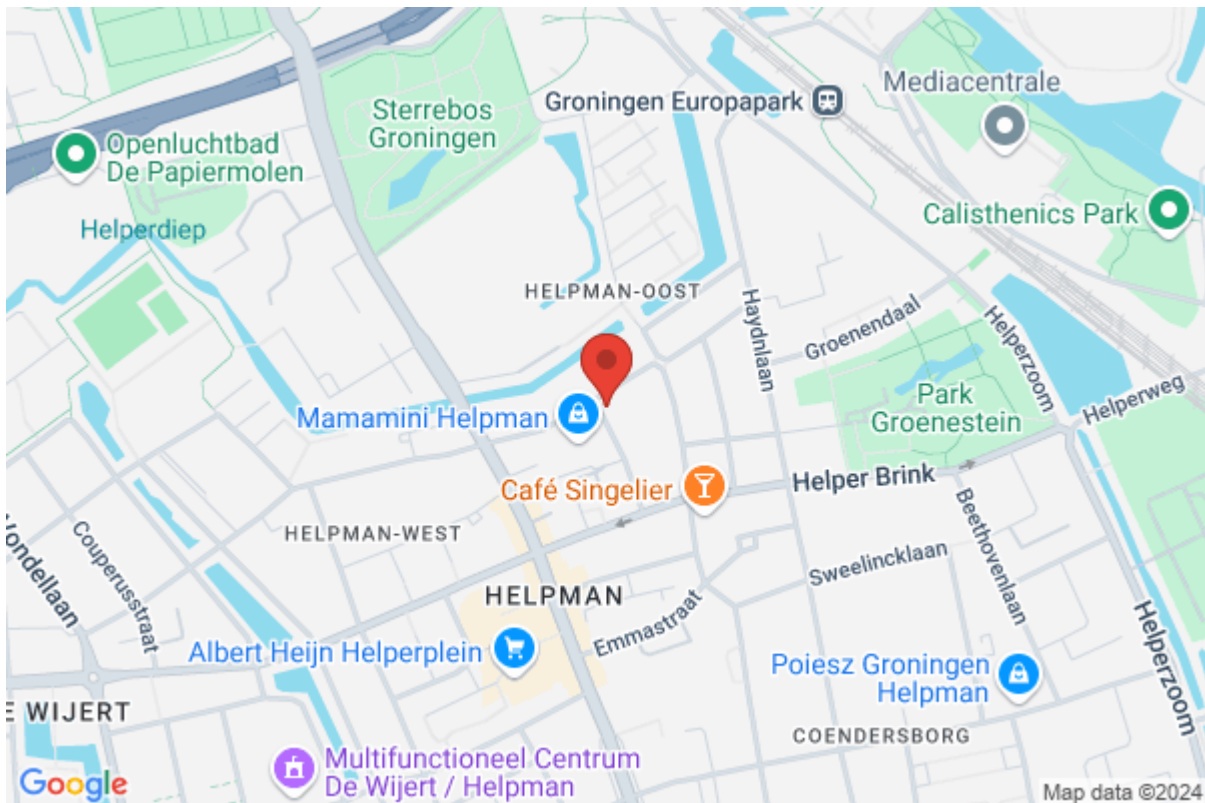 Groningen Europapark
Mediacentrale
Sterrebos
Groningen
Openluchtbad
De Papiermolen
Calisthenics Park
Helperdiep
HELPMAN-OOST
Haydnlaan
Groenendaal
Helperzoom
Helperweg
Park
Groenestein
Mamamini Helpman
Café Singelier
Helper Brink
HELPMAN-WEST
Couperusstraat
Vondellaan
Beethovenlaan
Sweelincklaan
HELPMAN
Emmastraat
Albert Heijn Helperplein
Poiesz Groningen
Helpman
Helperzoom
E WIJERT
COENDERSBORG
Multifunctioneel Centrum
De Wijert / Helpman
Google
Map data ©2024